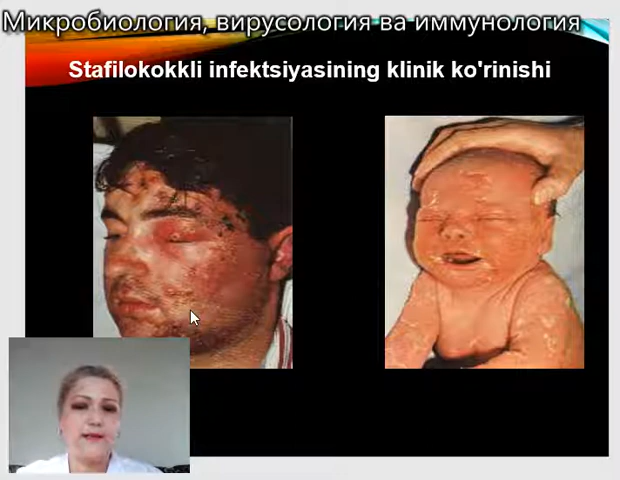 Микробиология, вирусология ва иммунология
Stafilokokkli infektsiyasining klinik ko'rinishi